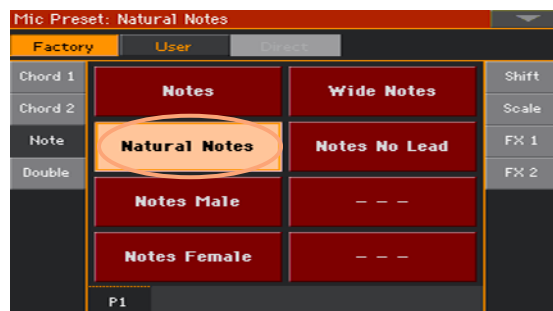 Mic Preset: Natural Notes
Factory User Direct
Chord 1
Chord 2
Note
Double
Notes Wide Notes
Natural Notes Notes No Lead
Notes Male - - -
Notes Female - - -
Shift
Scale
FX 1
FX 2
P1